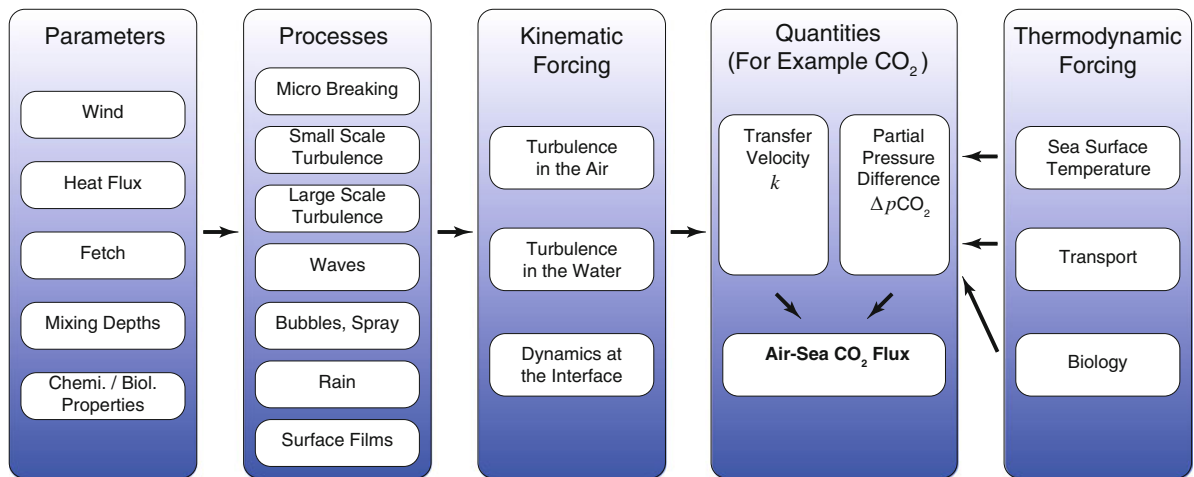 Parameters
Wind
Heat Flux
Fetch
Mixing Depths
Chemi. / Biol.
Properties
Processes
Micro Breaking
Small Scale
Turbulence
Large Scale
Turbulence
Waves
Bubbles, Spray
Rain
Surface Films
Kinematic
Forcing
Turbulence
in the Air
Turbulence
in the Water
Dynamics at
the Interface
Quantities
(For Example CO₂)
Transfer
Velocity
k
Partial
Pressure
Difference
ΔpCO₂
Air-Sea CO₂ Flux
Thermodynamic
Forcing
Sea Surface
Temperature
Transport
Biology